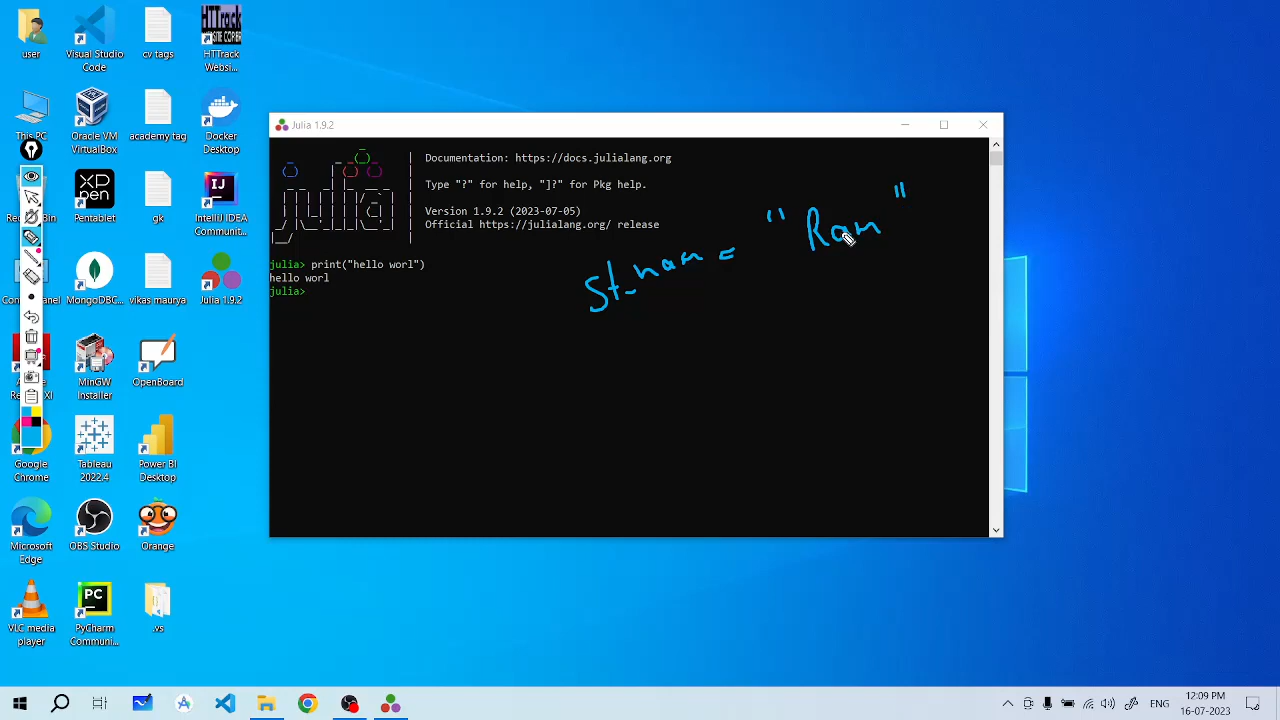 user
Visual Studio Code
cv tags
HTTrack Websi...
This PC
Oracle VM VirtualBox
academy tag
Docker Desktop
Pentablet
gk
IntelliJ IDEA Communit...
MongoDBC...
vikas maurya
Julia 1.9.2
MinGW Installer
OpenBoard
Google Chrome
Tableau 2022.4
Power BI Desktop
Microsoft Edge
OBS Studio
Orange
VLC media player
PyCharm Communi...
.vs
Julia 1.9.2
Documentation: https://docs.julialang.org
Type "?" for help, "]?" for Pkg help.
Version 1.9.2 (2023-07-05)
Official https://julialang.org/ release
julia> print("hello worl")
hello worl
julia>
St_nam = "Ram"
ENG
12:09 PM
16-07-2023